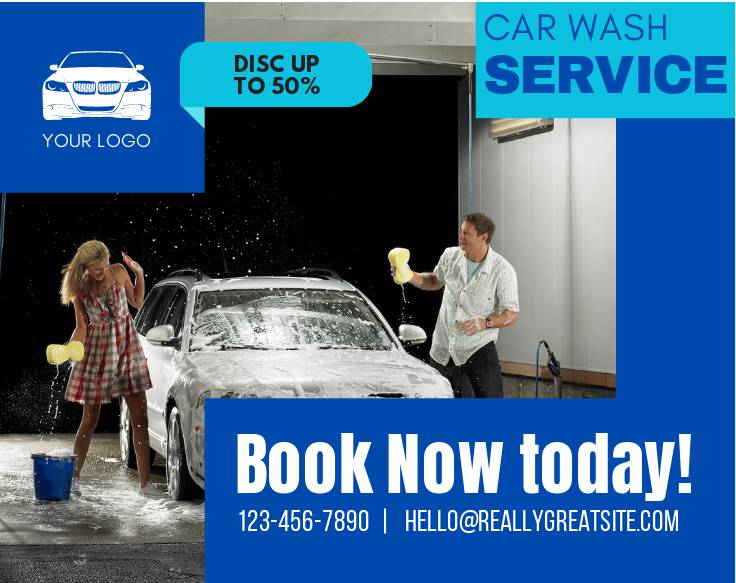 YOUR LOGO
DISC UP
TO 50%
CAR WASH
SERVICE
Book Now today!
123-456-7890 | HELLO@REALLYGREATSITE.COM